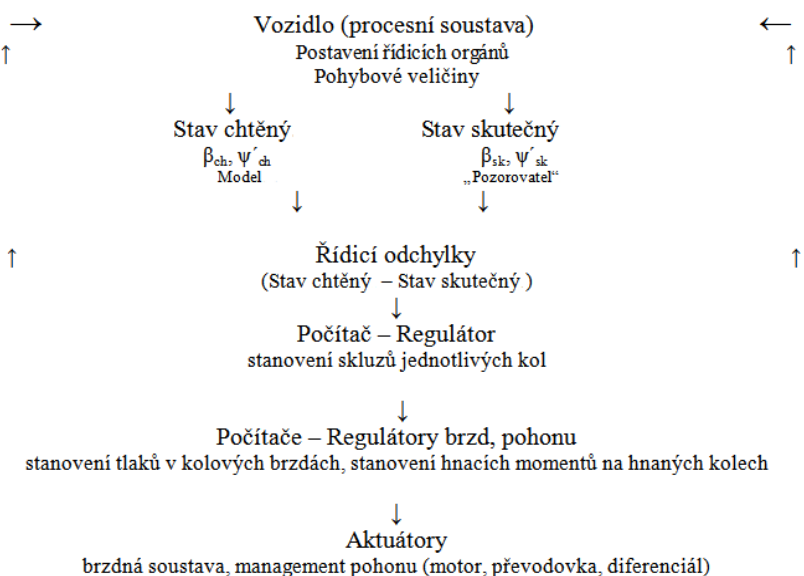 → Vozidlo (procesní soustava) ←
↑ Postavení řídicích orgánů ↑
Pohybové veličiny
↓ ↓
Stav chtěný Stav skutečný
βch, ψ´ch βsk, ψ´sk
Model „Pozorovatel“
↓ ↓
↑ Řídicí odchylky ↑
(Stav chtěný – Stav skutečný )
↓
Počítač – Regulátor
stanovení skluzů jednotlivých kol
↓
Počítače – Regulátory brzd, pohonu
stanovení tlaků v kolových brzdách, stanovení hnacích momentů na hnaných kolech
↓
Aktuátory
brzdná soustava, management pohonu (motor, převodovka, diferenciál)